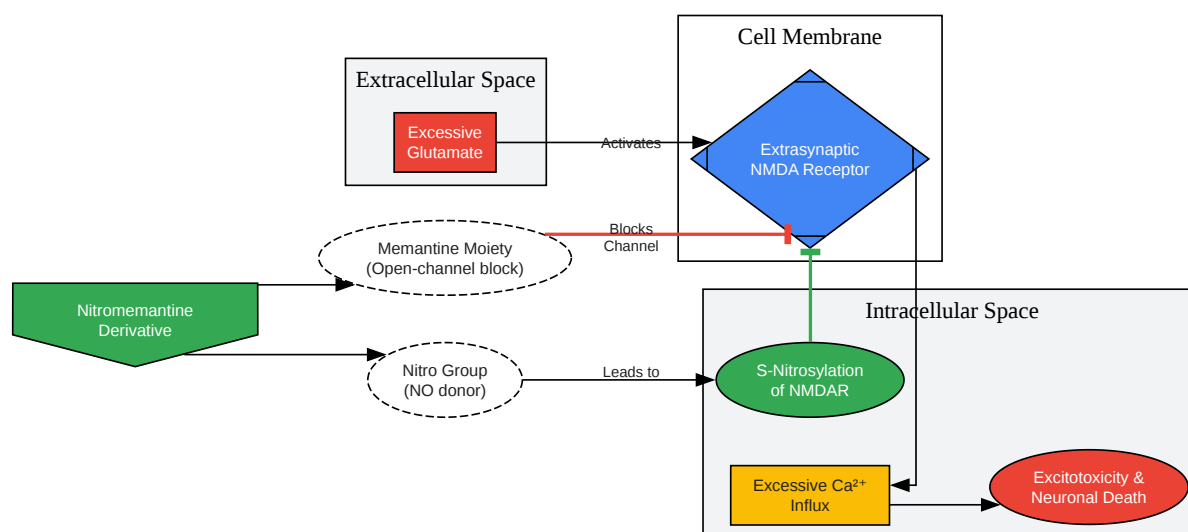 Cell Membrane
Extracellular Space
Excessive
Glutamate
Activates
Extrasynaptic
NMDA Receptor
Blocks
Channel
Memantine Moiety
(Open-channel block)
Nitromemantine
Derivative
Intracellular Space
Nitro Group
(NO donor)
Leads to
S-Nitrosylation
of NMDAR
Excessive Ca²⁺
Influx
Excitotoxicity &
Neuronal Death